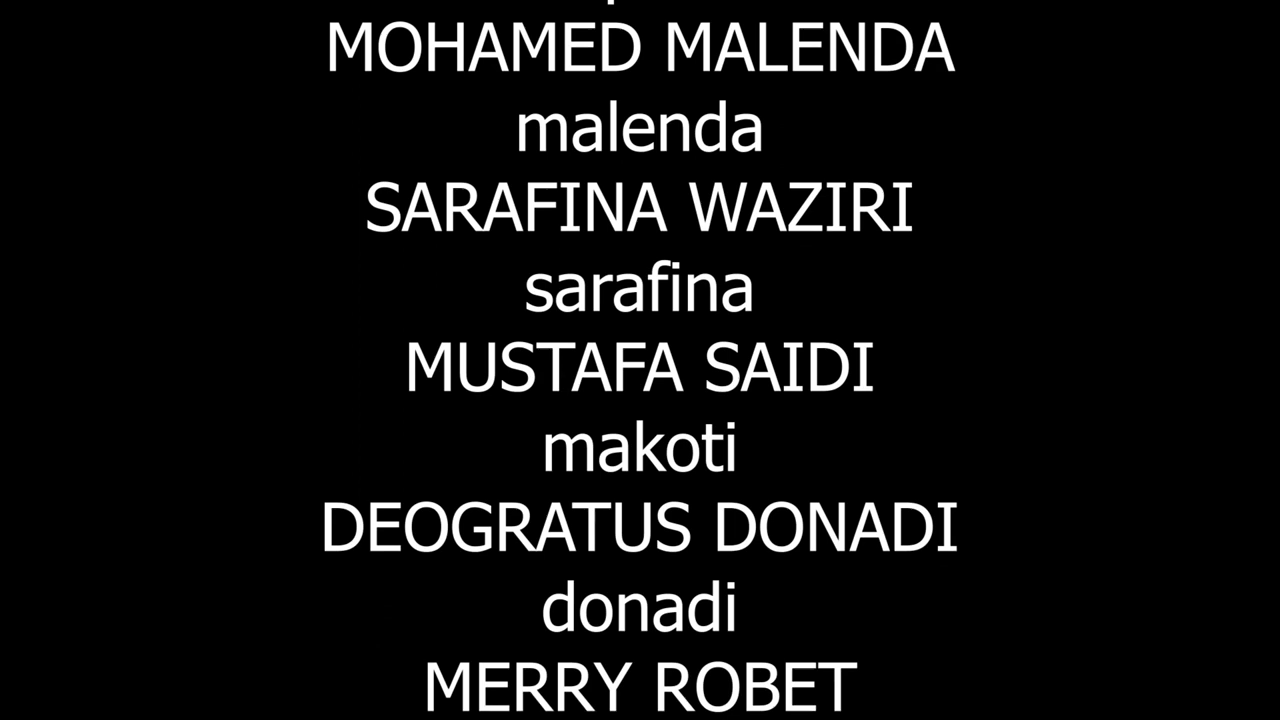 MOHAMED MALENDA
malenda
SARAFINA WAZIRI
sarafina
MUSTAFA SAIDI
makoti
DEOGRATUS DONADI
donadi
MERRY ROBET